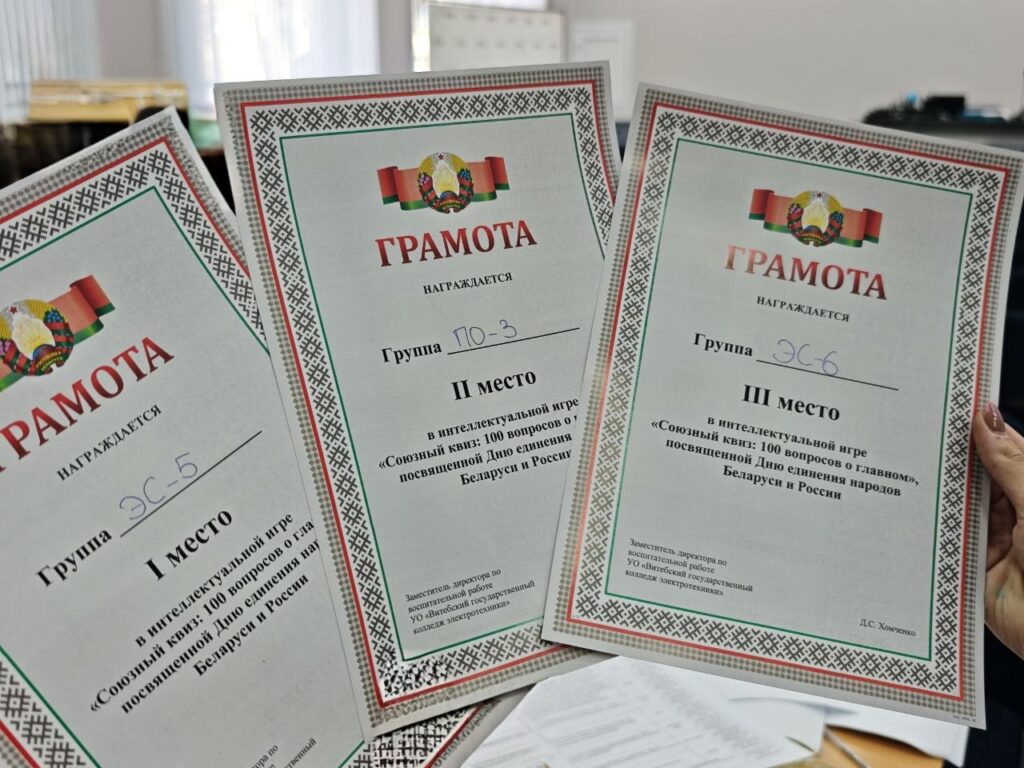 ГРАМОТА
НАГРАЖДАЕТСЯ
Группа ЭС-5
I место
в интеллектуальной игре
«Союзный квиз: 100 вопросов о
посвященной Дню единения
Беларуси и России
ГРАМОТА
НАГРАЖДАЕТСЯ
Группа ПО-3
II место
в интеллектуальной игре
«Союзный квиз: 100 вопросов о
посвященной Дню единения
Беларуси и России
Заместитель директора по
воспитательной работе
УО «Витебский государственный
колледж электротехники»
ГРАМОТА
НАГРАЖДАЕТСЯ
Группа ЭС-6
III место
в интеллектуальной игре
«Союзный квиз: 100 вопросов о главном»,
посвященной Дню единения народов
Беларуси и России
Заместитель директора по
воспитательной работе
УО «Витебский государственный
колледж электротехники»
Д.С. Хомченко